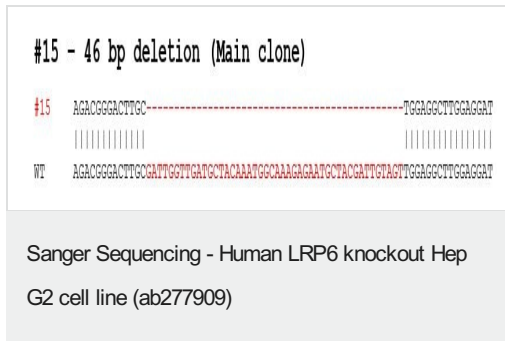 #15 - 46 bp deletion (Main clone)
#15 AGACGGGACTTGC----------------------------------------------TGGAGGCTTGGAGGAT
||||||||||||| ||||||||||||||||
WT AGACGGGACTTGCGATTGGTTGATGCTACAAATGGCAAAGAGAATGCTACGATTGTAGTTGGAGGCTTGGAGGAT
Sanger Sequencing - Human LRP6 knockout Hep
G2 cell line (ab277909)